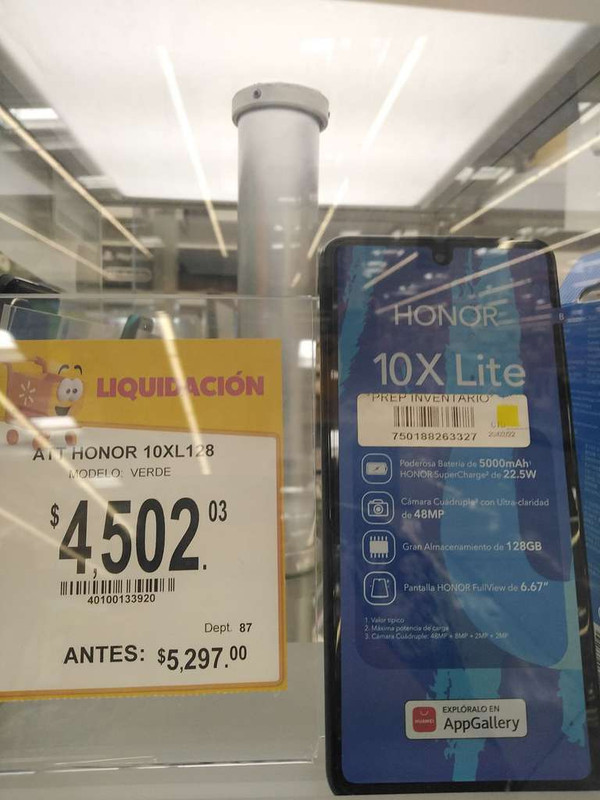 LIQUIDACIÓN
ATT HONOR 10XL128
MODELO: VERDE
$4,502.03
40100133920
Dept. 87
ANTES: $5,297.00
HONOR
10X Lite
PREP INVENTARIO
750188263327
Poderosa Batería de 5000mAh¹
HONOR SuperCharge² de 22.5W
Cámara Cuádruple³ con Ultra-claridad
de 48MP
Gran Almacenamiento de 128GB
Pantalla HONOR FullView de 6.67"
1. Valor típico
2. Máxima potencia de carga
3. Cámara Cuádruple: 48MP + 8MP + 2MP + 2MP
HUAWEI
EXPLÓRALO EN
AppGallery